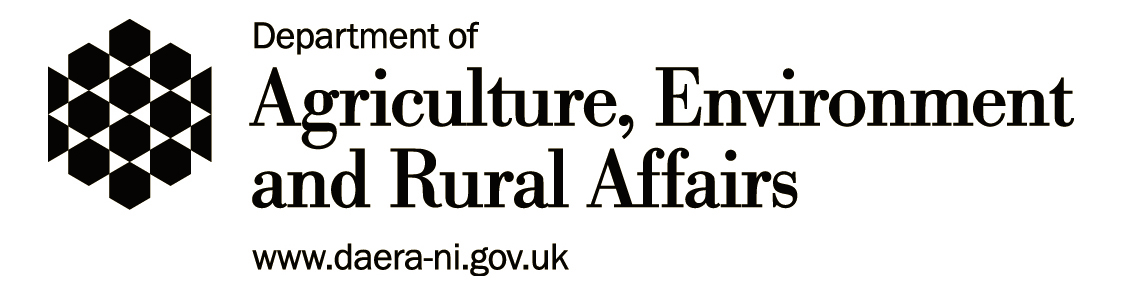 Department of
Agriculture, Environment
and Rural Affairs
www.daera-ni.gov.uk